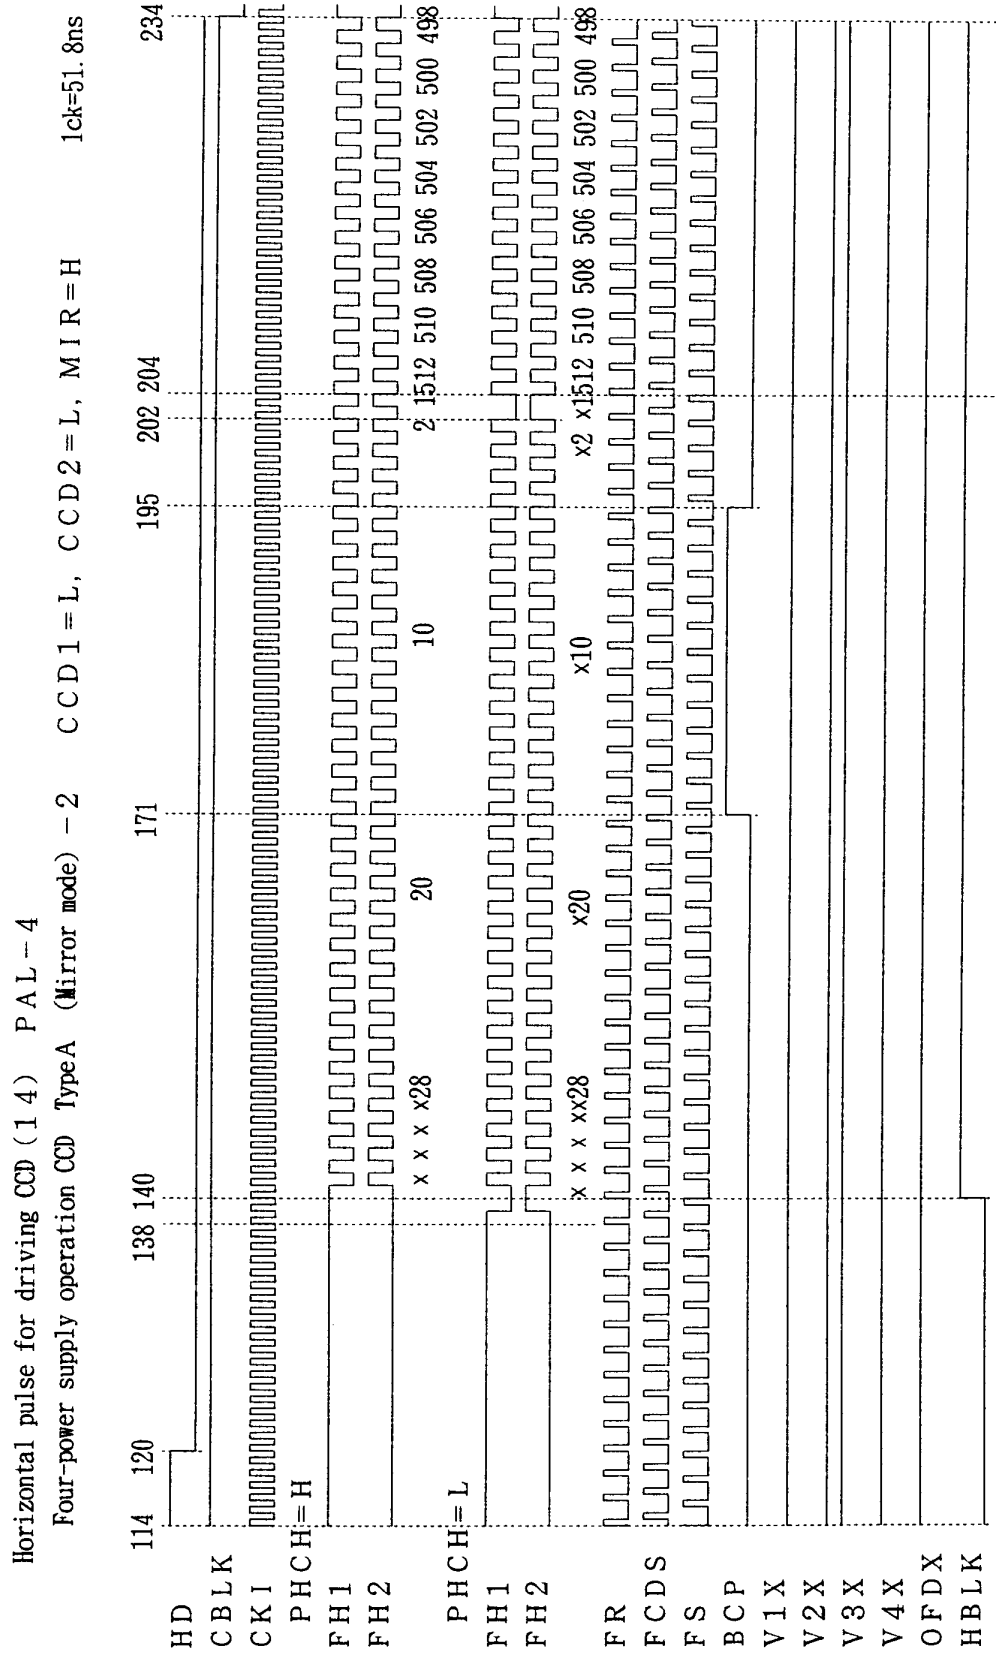 Horizontal pulse for driving CCD(14) PAL-4
Four-power supply operation CCD TypeA (Mirror mode)-2 CCD1=L, CCD2=L, MIR=H 1ck=51.8ns
114 120 138 140 171 195 202 204 234
HD
CBLK
CKI
PHCH=H
FH1
FH2
x x x x28 20 10 2 1512 510 508 506 504 502 500 498
PHCH=L
FH1
FH2
x x x xx28 x20 x10 x2 x1512 510 508 506 504 502 500 498
FR
FCDS
FS
BCP
V1X
V2X
V3X
V4X
OFDX
HBLK